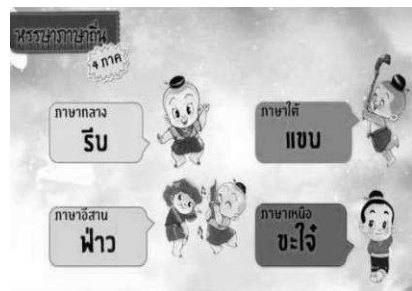 หรรษาภาษาถิ่น
4 ภาค
ภาษากลาง
รีบ
ภาษาใต้
แขบ
ภาษาอีสาน
ฟ่าว
ภาษาเหนือ
ขะใจ๋